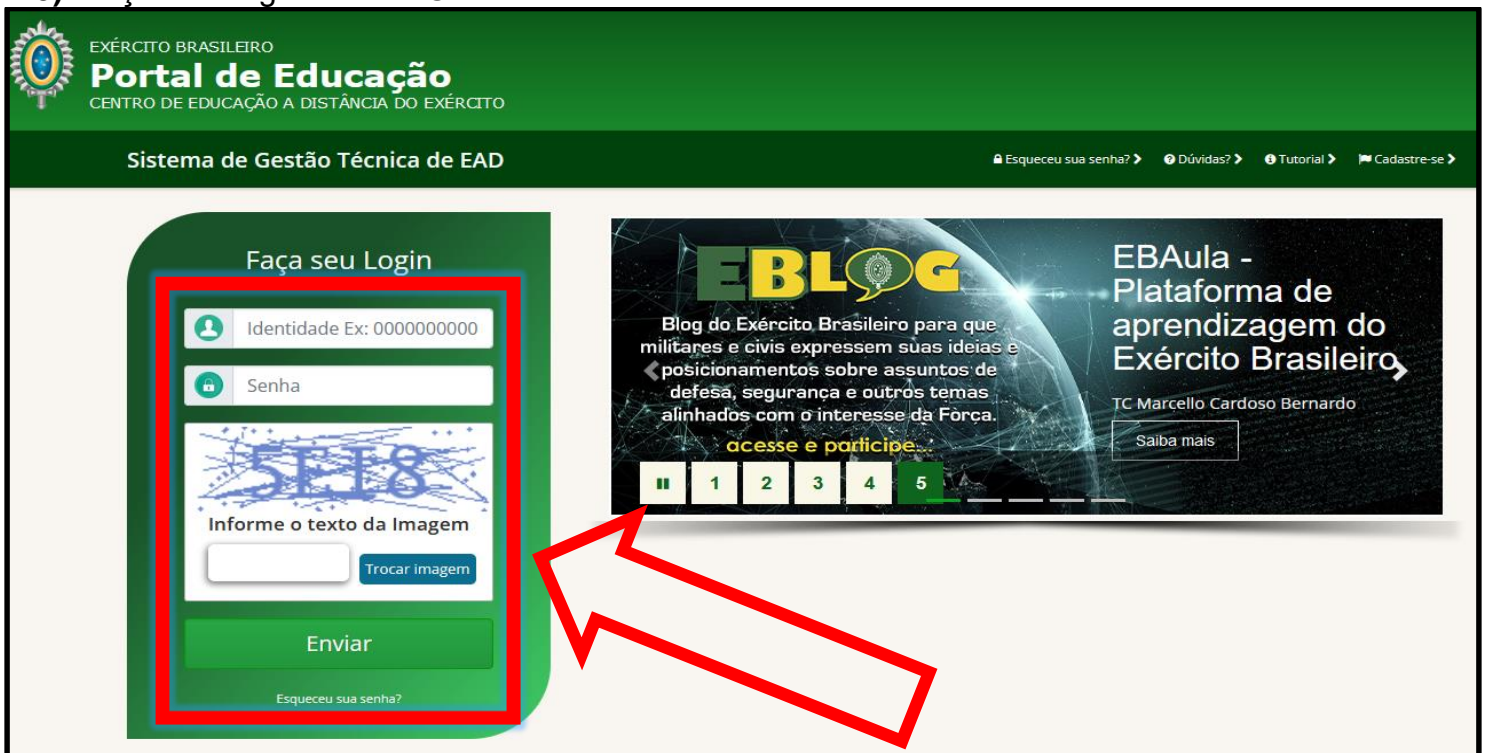 EXÉRCITO BRASILEIRO
Portal de Educação
CENTRO DE EDUCAÇÃO A DISTÂNCIA DO EXÉRCITO
Sistema de Gestão Técnica de EAD
Esqueceu sua senha?
Dúvidas?
Tutorial
Cadastre-se
Faça seu Login
Identidade Ex: 0000000000
Senha
5EI8
Informe o texto da Imagem
Trocar imagem
Enviar
Esqueceu sua senha?
EBLOG
Blog do Exército Brasileiro para que
militares e civis expressem suas ideias e
posicionamentos sobre assuntos de
defesa, segurança e outros temas
alinhados com o interesse da Força.
acesse e participe...
1 2 3 4 5
EBAula -
Plataforma de
aprendizagem do
Exército Brasileiro
TC Marcello Cardoso Bernardo
Saiba mais